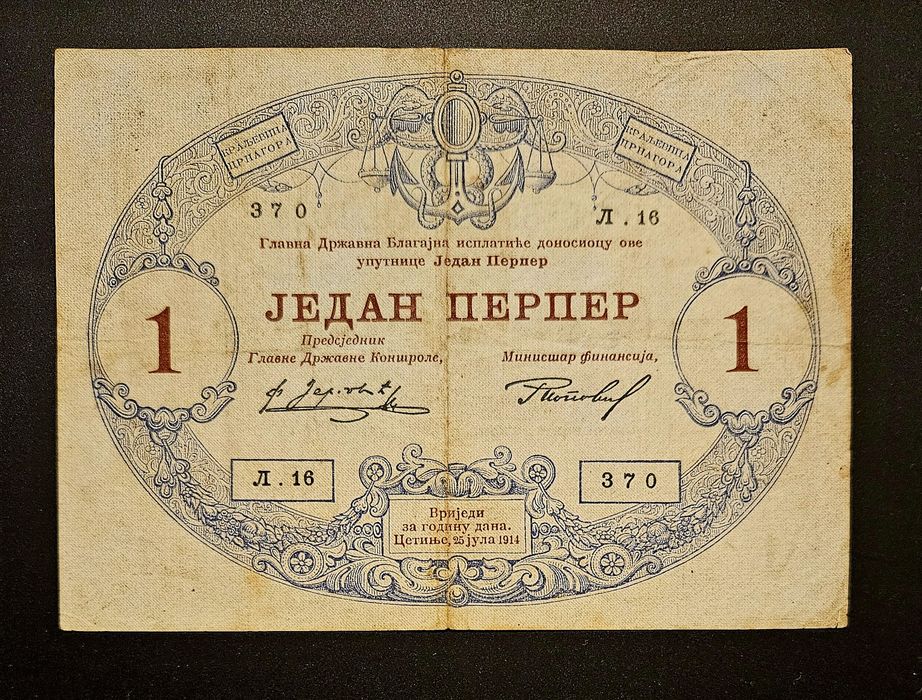 КРАЉЕВИНА
ЦРНАГОРА
КРАЉЕВИНА
ЦРНАГОРА
370
Л. 16
Главна Државна Благајна исплатиће доносиоцу ове
упутнице Један Перпер
ЈЕДАН ПЕРПЕР
1
1
Предсједник
Главне Државне Контроле,
Министар финансија,
Л. 16
370
Вриједи
за годину дана.
Цетиње, 25 јула 1914